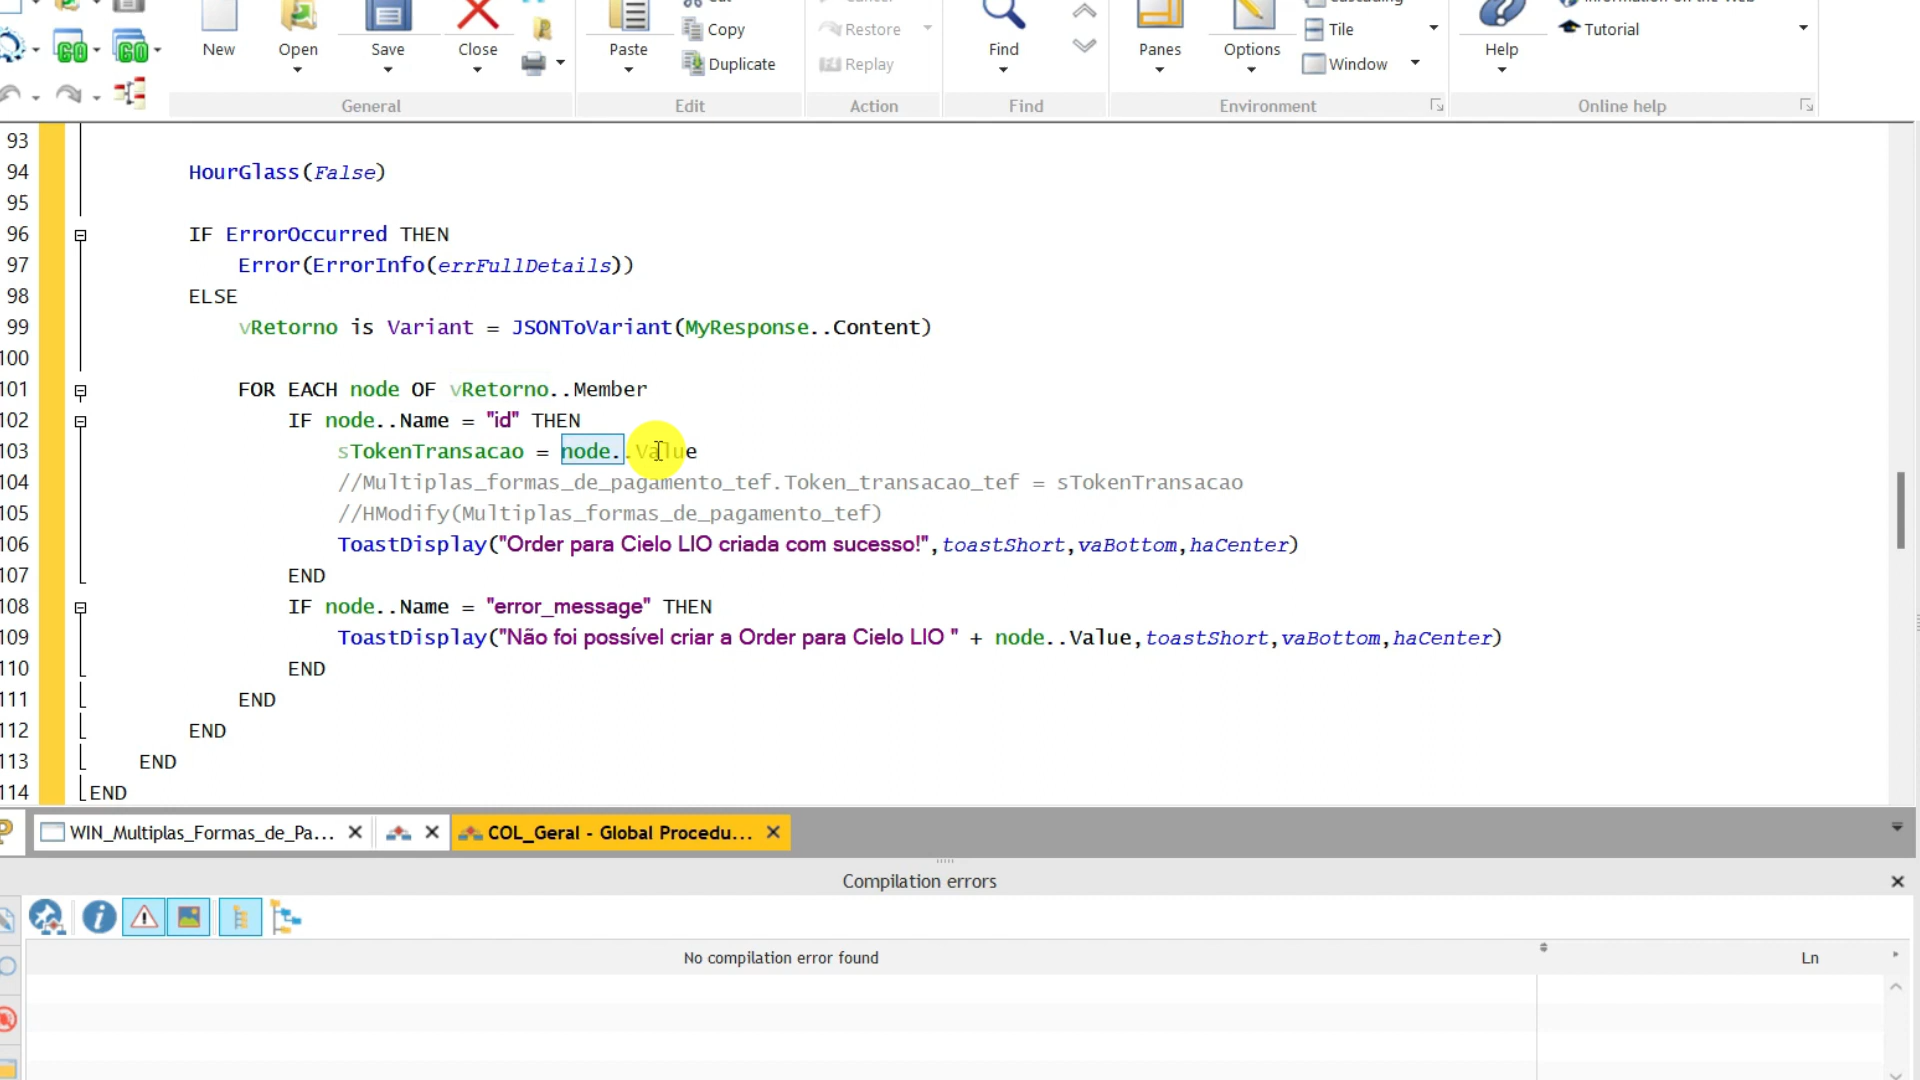 New
Open
Save
Close
General
Paste
Copy
Duplicate
Edit
Restore
Replay
Action
Find
Find
Panes
Options
Tile
Window
Environment
Help
Tutorial
Online help
93
94 HourGlass(False)
95
96 IF ErrorOccurred THEN
97 Error(ErrorInfo(errFullDetails))
98 ELSE
99 vRetorno is Variant = JSONToVariant(MyResponse..Content)
100
101 FOR EACH node OF vRetorno..Member
102 IF node..Name = "id" THEN
103 sTokenTransacao = node..Value
104 //Multiplas_formas_de_pagamento_tef.Token_transacao_tef = sTokenTransacao
105 //HModify(Multiplas_formas_de_pagamento_tef)
106 ToastDisplay("Order para Cielo LIO criada com sucesso!",toastShort,vaBottom,haCenter)
107 END
108 IF node..Name = "error_message" THEN
109 ToastDisplay("Não foi possível criar a Order para Cielo LIO " + node..Value,toastShort,vaBottom,haCenter)
110 END
111 END
112 END
113 END
114 END
WIN_Multiplas_Formas_de_Pa...
COL_Geral - Global Procedu...
Compilation errors
No compilation error found
Ln